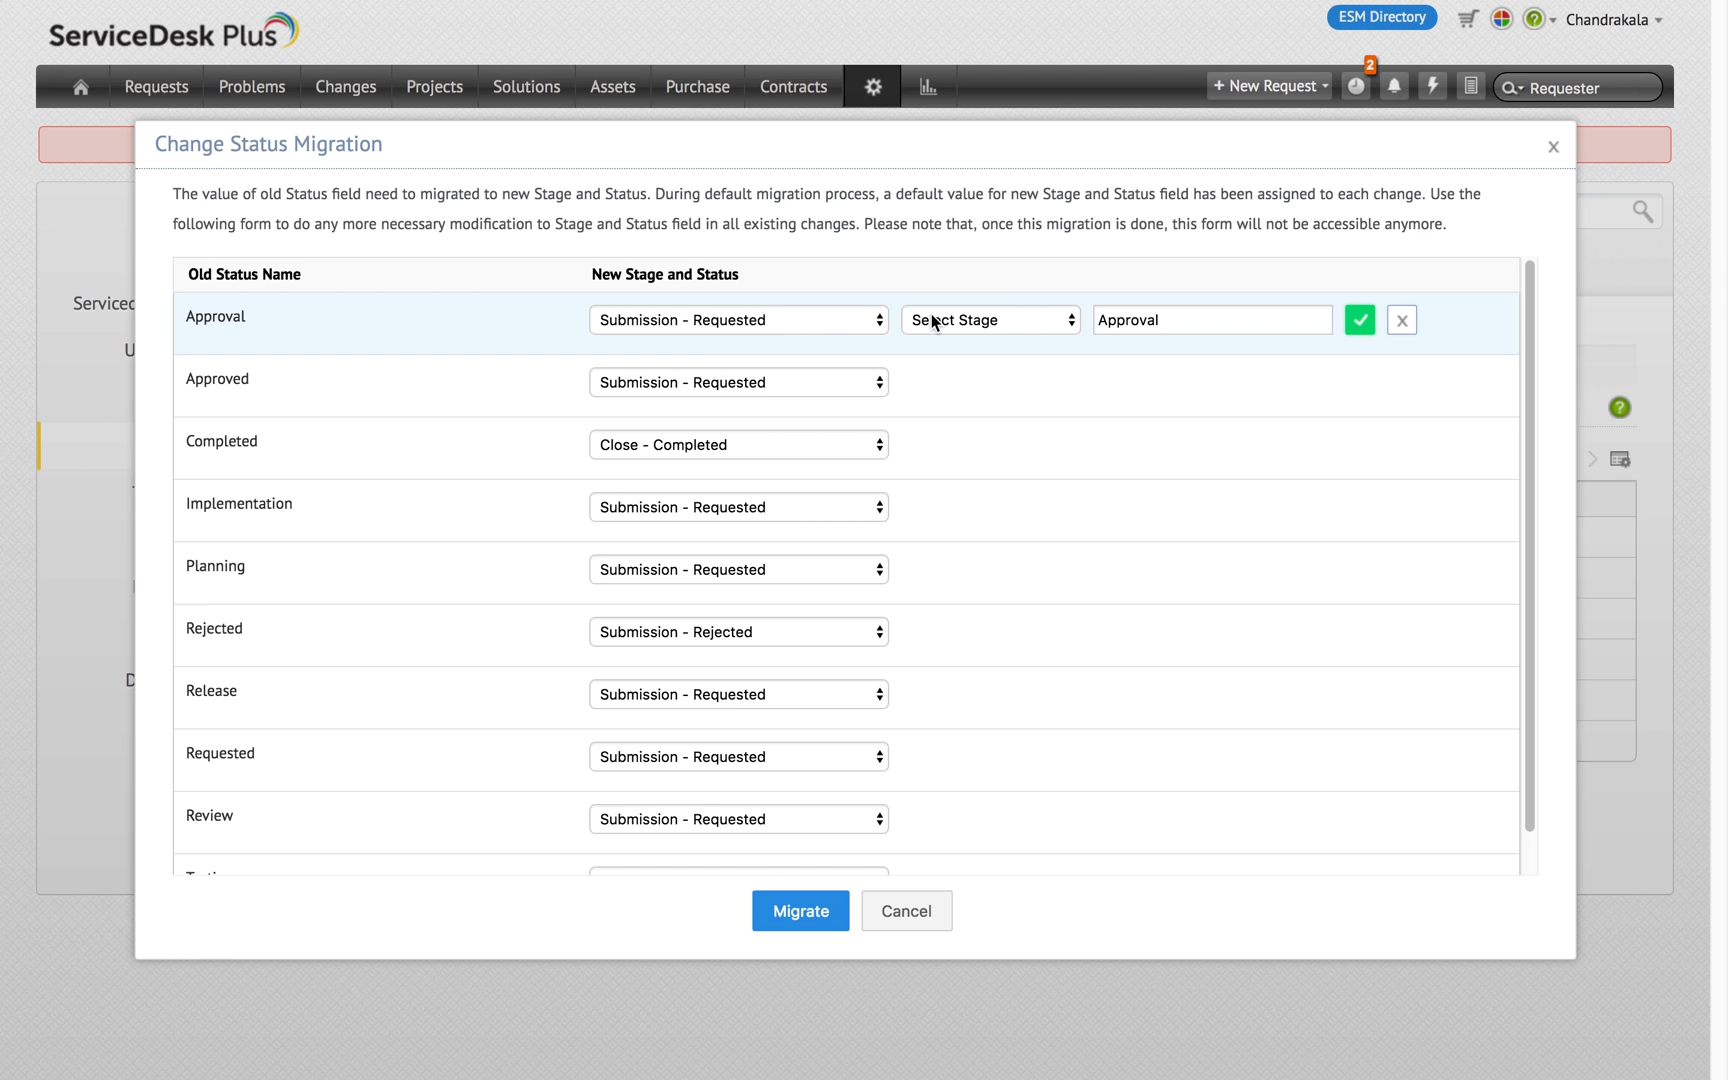 ServiceDesk Plus
ESM Directory
Chandrakala
Requests
Problems
Changes
Projects
Solutions
Assets
Purchase
Contracts
+ New Request
2
Requester
Change Status Migration
x
The value of old Status field need to migrated to new Stage and Status. During default migration process, a default value for new Stage and Status field has been assigned to each change. Use the
following form to do any more necessary modification to Stage and Status field in all existing changes. Please note that, once this migration is done, this form will not be accessible anymore.
Old Status Name New Stage and Status
Approval Submission - Requested Select Stage Approval X
Approved Submission - Requested
Completed Close - Completed
Implementation Submission - Requested
Planning Submission - Requested
Rejected Submission - Rejected
Release Submission - Requested
Requested Submission - Requested
Review Submission - Requested
Migrate Cancel